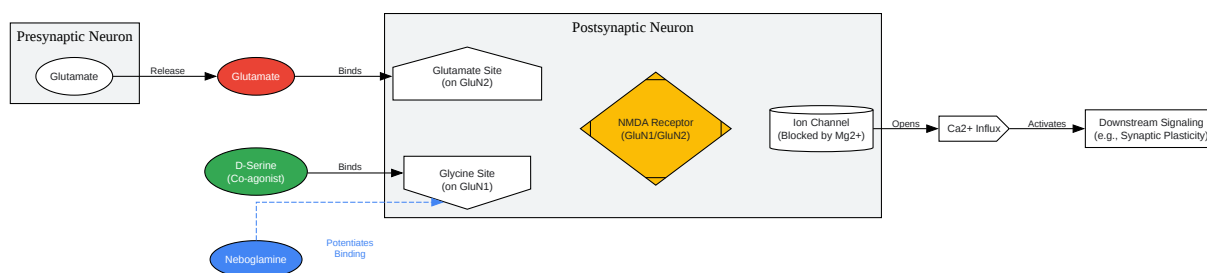 Presynaptic Neuron
Glutamate
Release
Glutamate
Binds
Postsynaptic Neuron
Glutamate Site
(on GluN2)
NMDA Receptor
(GluN1/GluN2)
Ion Channel
(Blocked by Mg2+)
Opens
Ca2+ Influx
Activates
Downstream Signaling
(e.g., Synaptic Plasticity)
D-Serine
(Co-agonist)
Binds
Glycine Site
(on GluN1)
Neboglamine
Potentiates
Binding